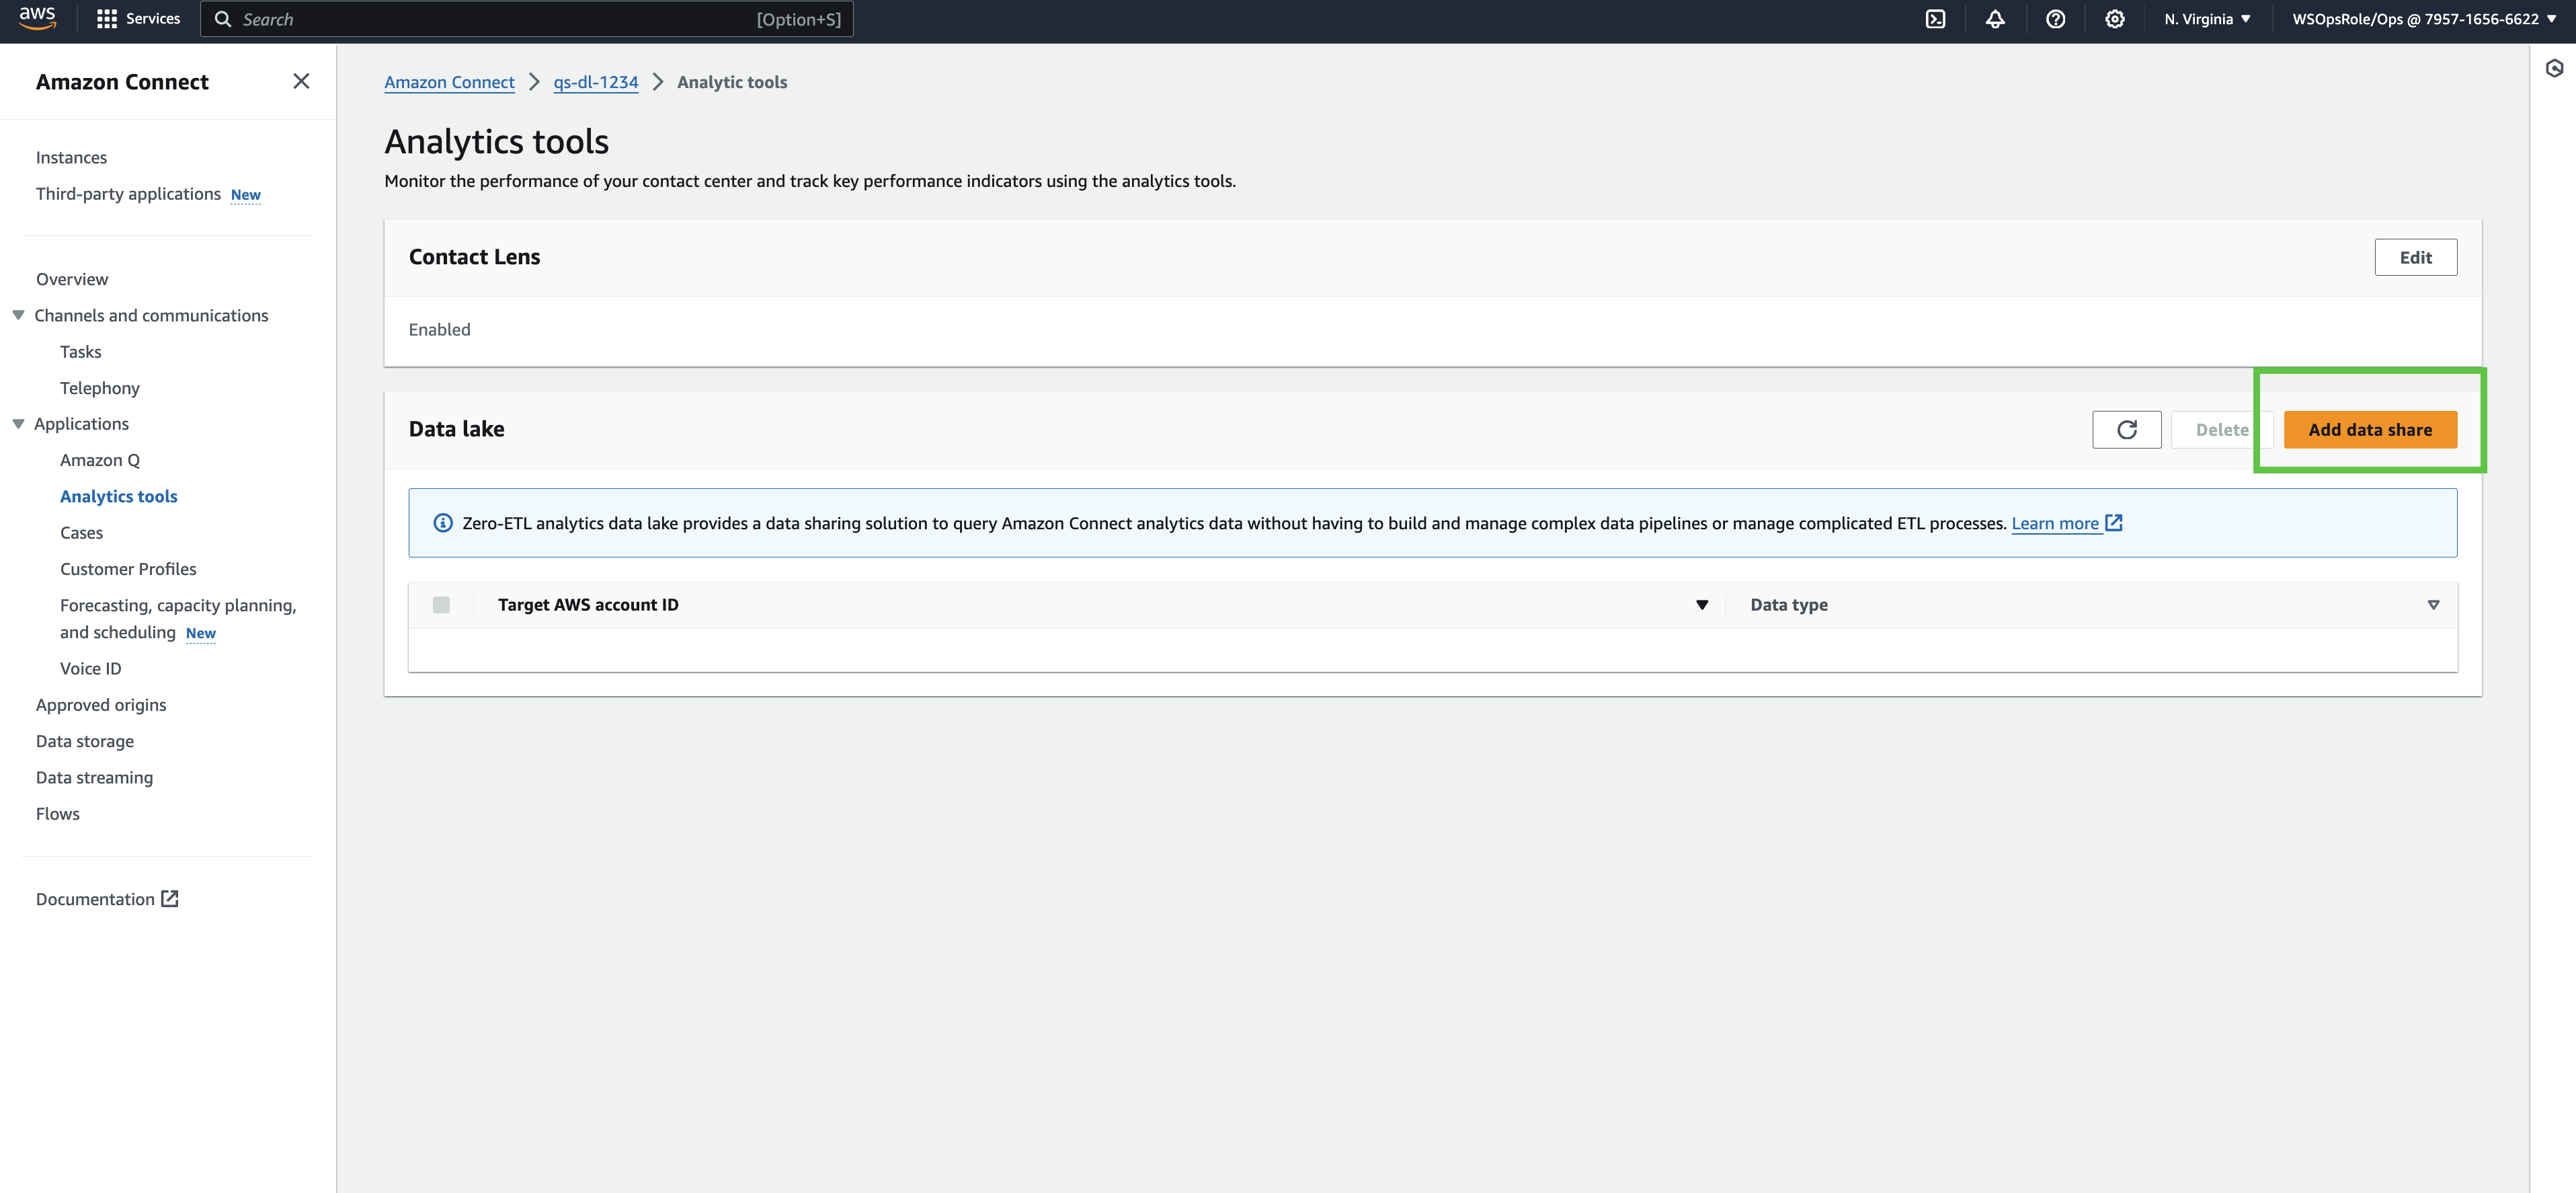 aws Services Search [Option+S] N. Virginia WSOpsRole/Ops @ 7957-1656-6622
Amazon Connect
Instances
Third-party applications New
Overview
Channels and communications
Tasks
Telephony
Applications
Amazon Q
Analytics tools
Cases
Customer Profiles
Forecasting, capacity planning,
and scheduling New
Voice ID
Approved origins
Data storage
Data streaming
Flows
Documentation
Amazon Connect qs-dl-1234 Analytic tools
Analytics tools
Monitor the performance of your contact center and track key performance indicators using the analytics tools.
Contact Lens Edit
Enabled
Data lake Delete Add data share
Zero-ETL analytics data lake provides a data sharing solution to query Amazon Connect analytics data without having to build and manage complex data pipelines or manage complicated ETL processes. Learn more
Target AWS account ID Data type